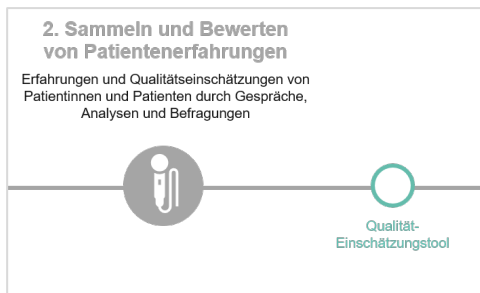 2. Sammeln und Bewerten
von Patientenerfahrungen
Erfahrungen und Qualitätseinschätzungen von
Patientinnen und Patienten durch Gespräche,
Analysen und Befragungen
Qualität-
Einschätzungstool